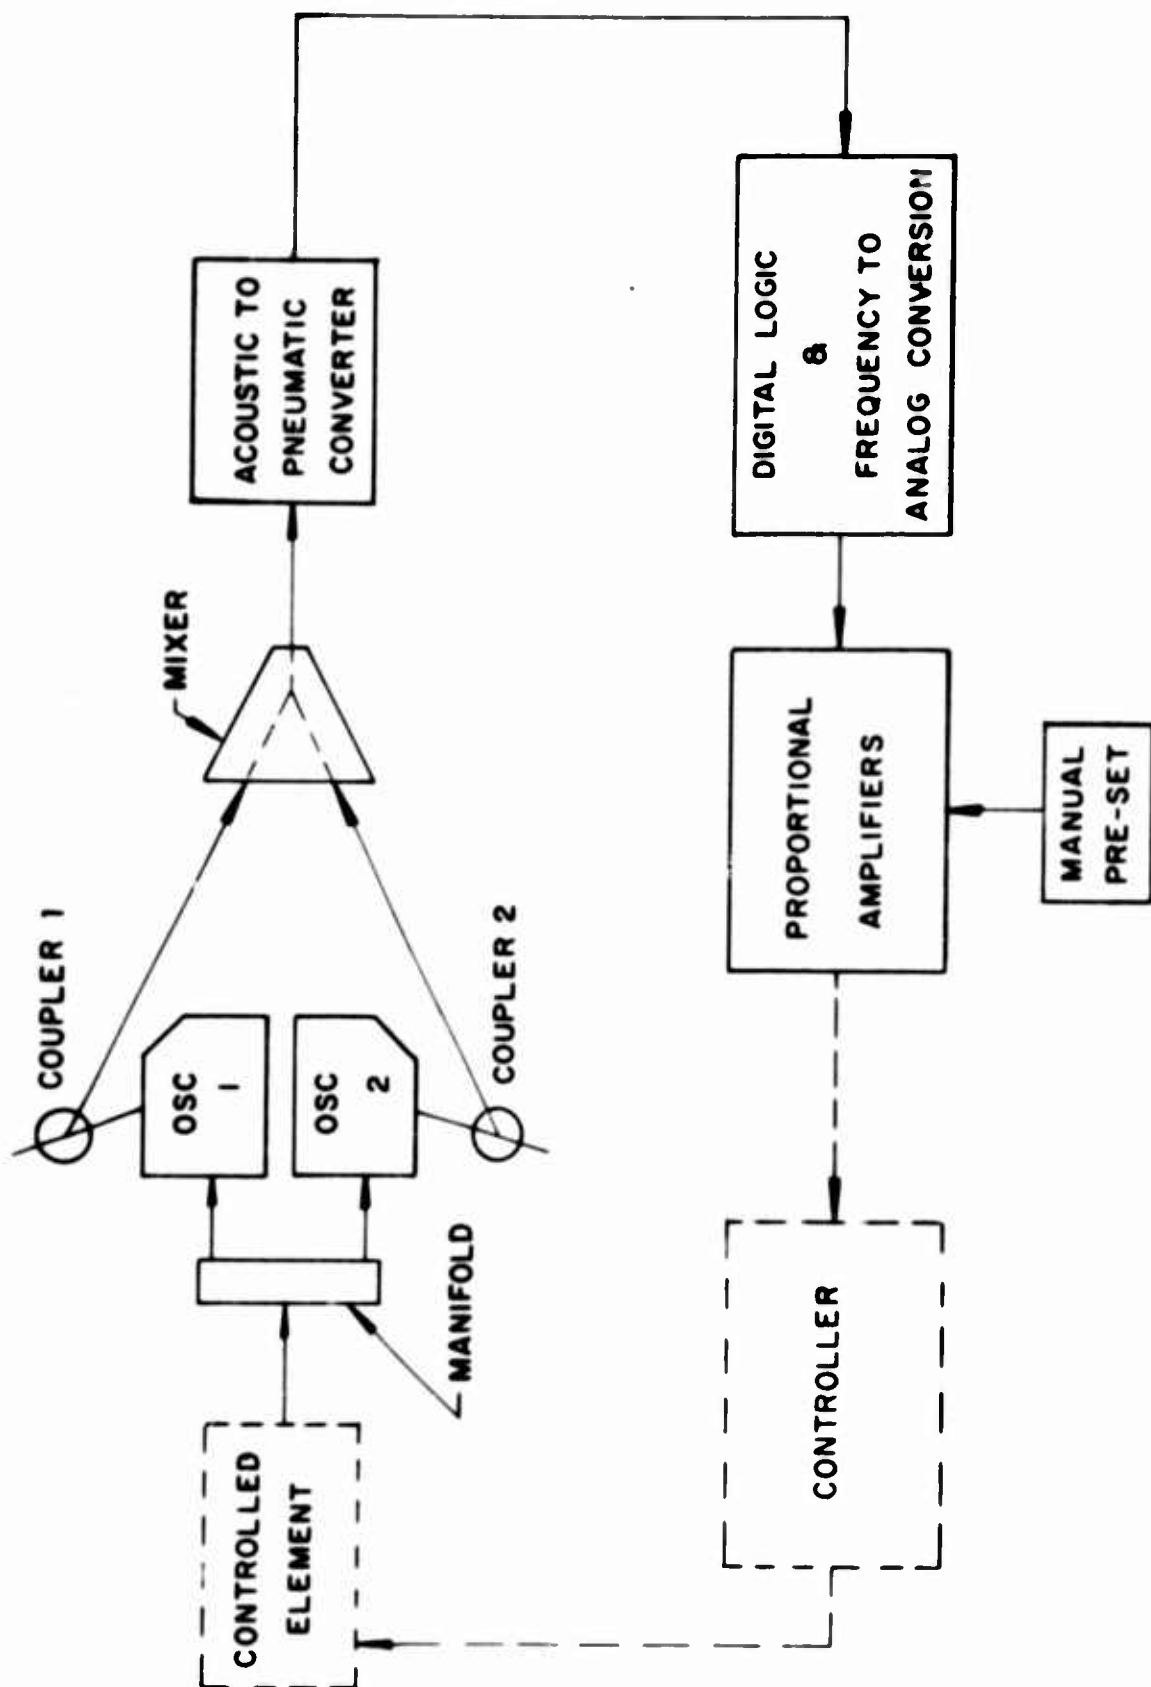 CONTROLLED
ELEMENT
MANIFOLD
OSC
1
OSC
2
COUPLER 1
COUPLER 2
MIXER
ACOUSTIC TO
PNEUMATIC
CONVERTER
DIGITAL LOGIC
&
FREQUENCY TO
ANALOG CONVERSION
PROPORTIONAL
AMPLIFIERS
MANUAL
PRE-SET
CONTROLLER